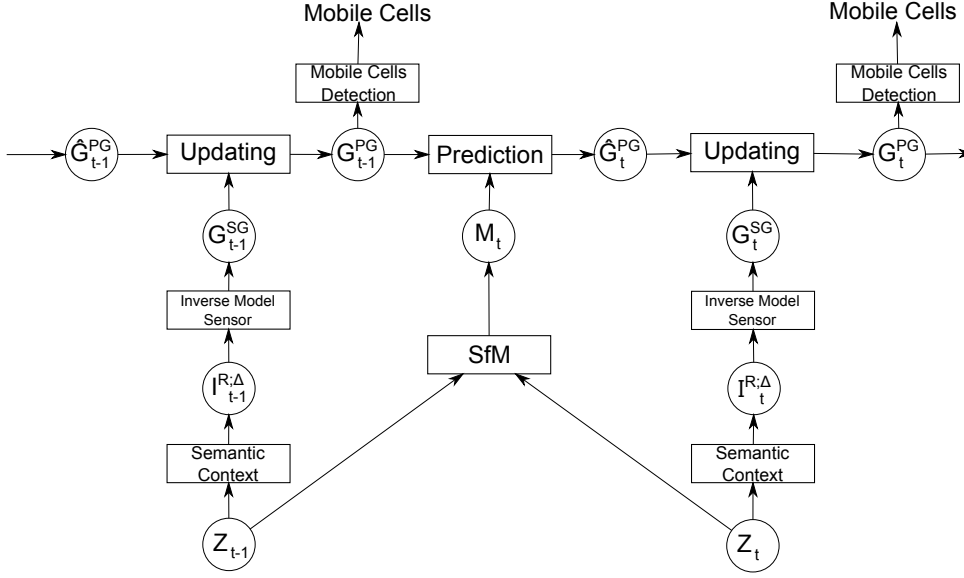 Mobile Cells
Mobile Cells
Mobile Cells
Detection
Mobile Cells
Detection
Ĝ^PG_t-1
Updating
G^PG_t-1
Prediction
Ĝ^PG_t
Updating
G^PG_t
G^SG_t-1
M_t
G^SG_t
Inverse Model
Sensor
Inverse Model
Sensor
SfM
I^R;Δ_t-1
I^R;Δ_t
Semantic
Context
Semantic
Context
Z_t-1
Z_t